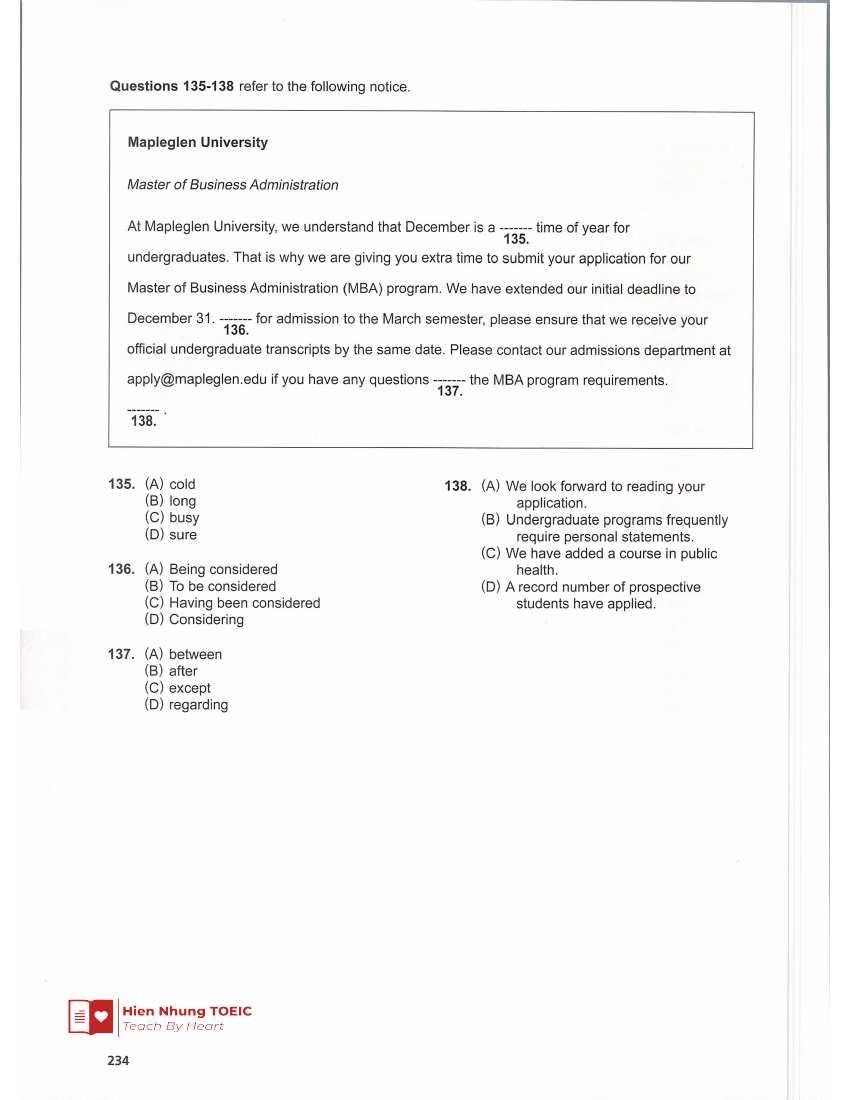 Questions 135-138 refer to the following notice.
Mapleglen University
Master of Business Administration
At Mapleglen University, we understand that December is a ------- time of year for
135.
undergraduates. That is why we are giving you extra time to submit your application for our
Master of Business Administration (MBA) program. We have extended our initial deadline to
December 31. ------- for admission to the March semester, please ensure that we receive your
136.
official undergraduate transcripts by the same date. Please contact our admissions department at
apply@mapleglen.edu if you have any questions ------- the MBA program requirements.
137.
------- .
138.
135. (A) cold
(B) long
(C) busy
(D) sure
136. (A) Being considered
(B) To be considered
(C) Having been considered
(D) Considering
137. (A) between
(B) after
(C) except
(D) regarding
138. (A) We look forward to reading your
application.
(B) Undergraduate programs frequently
require personal statements.
(C) We have added a course in public
health.
(D) A record number of prospective
students have applied.
Hien Nhung TOEIC
Teach By Heart
234